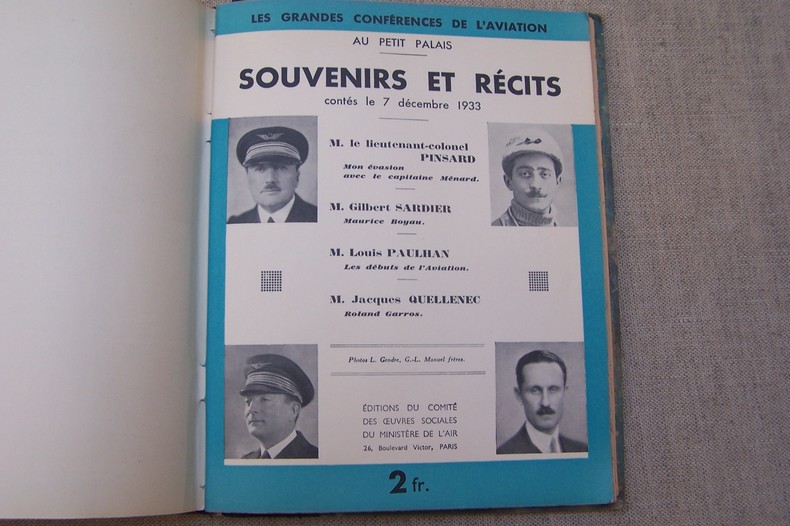 LES GRANDES CONFÉRENCES DE L'AVIATION
AU PETIT PALAIS
SOUVENIRS ET RÉCITS
contés le 7 décembre 1933
M. le lieutenant-colonel
PINSARD
Mon évasion
avec le capitaine Ménard.
M. Gilbert SARDIER
Maurice Boyau.
M. Louis PAULHAN
Les débuts de l'Aviation.
M. Jacques QUELLENEC
Roland Garros.
Photos L. Gendre, G.-L. Manuel frères.
ÉDITIONS DU COMITÉ
DES ŒUVRES SOCIALES
DU MINISTÈRE DE L'AIR
26, Boulevard Victor, PARIS
2 fr.